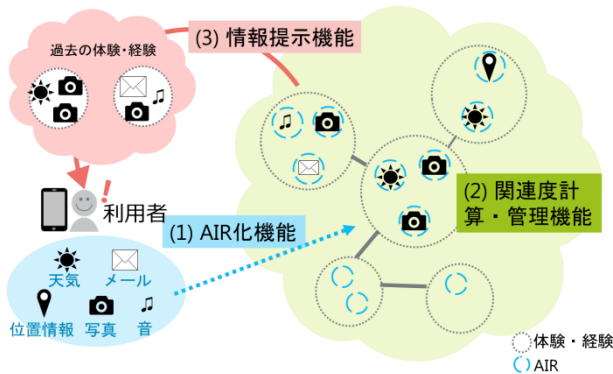 (3) 情報提示機能
過去の体験・経験
利用者
(1) AIR化機能
(2) 関連度計
算・管理機能
天気
メール
位置情報
写真
音
体験・経験
AIR